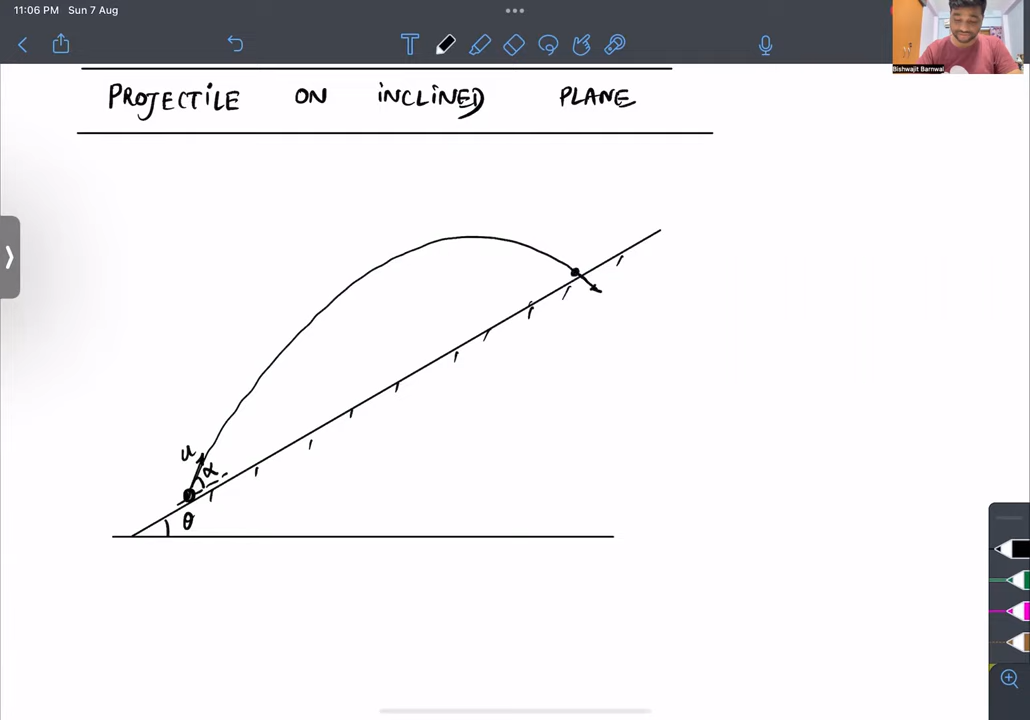 11:06 PM Sun 7 Aug
Bishwajit Barnwal
PROJECTILE ON INCLINED PLANE
u
α
θ